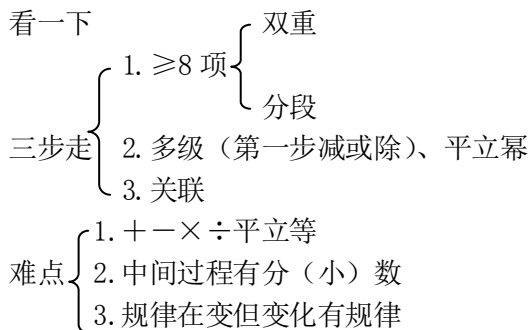 看一下
双重
1.≥8 项
分段
三步走
2.多级（第一步减或除）、平立幂
3.关联
1.＋－×÷平立等
难点
2.中间过程有分（小）数
3.规律在变但变化有规律